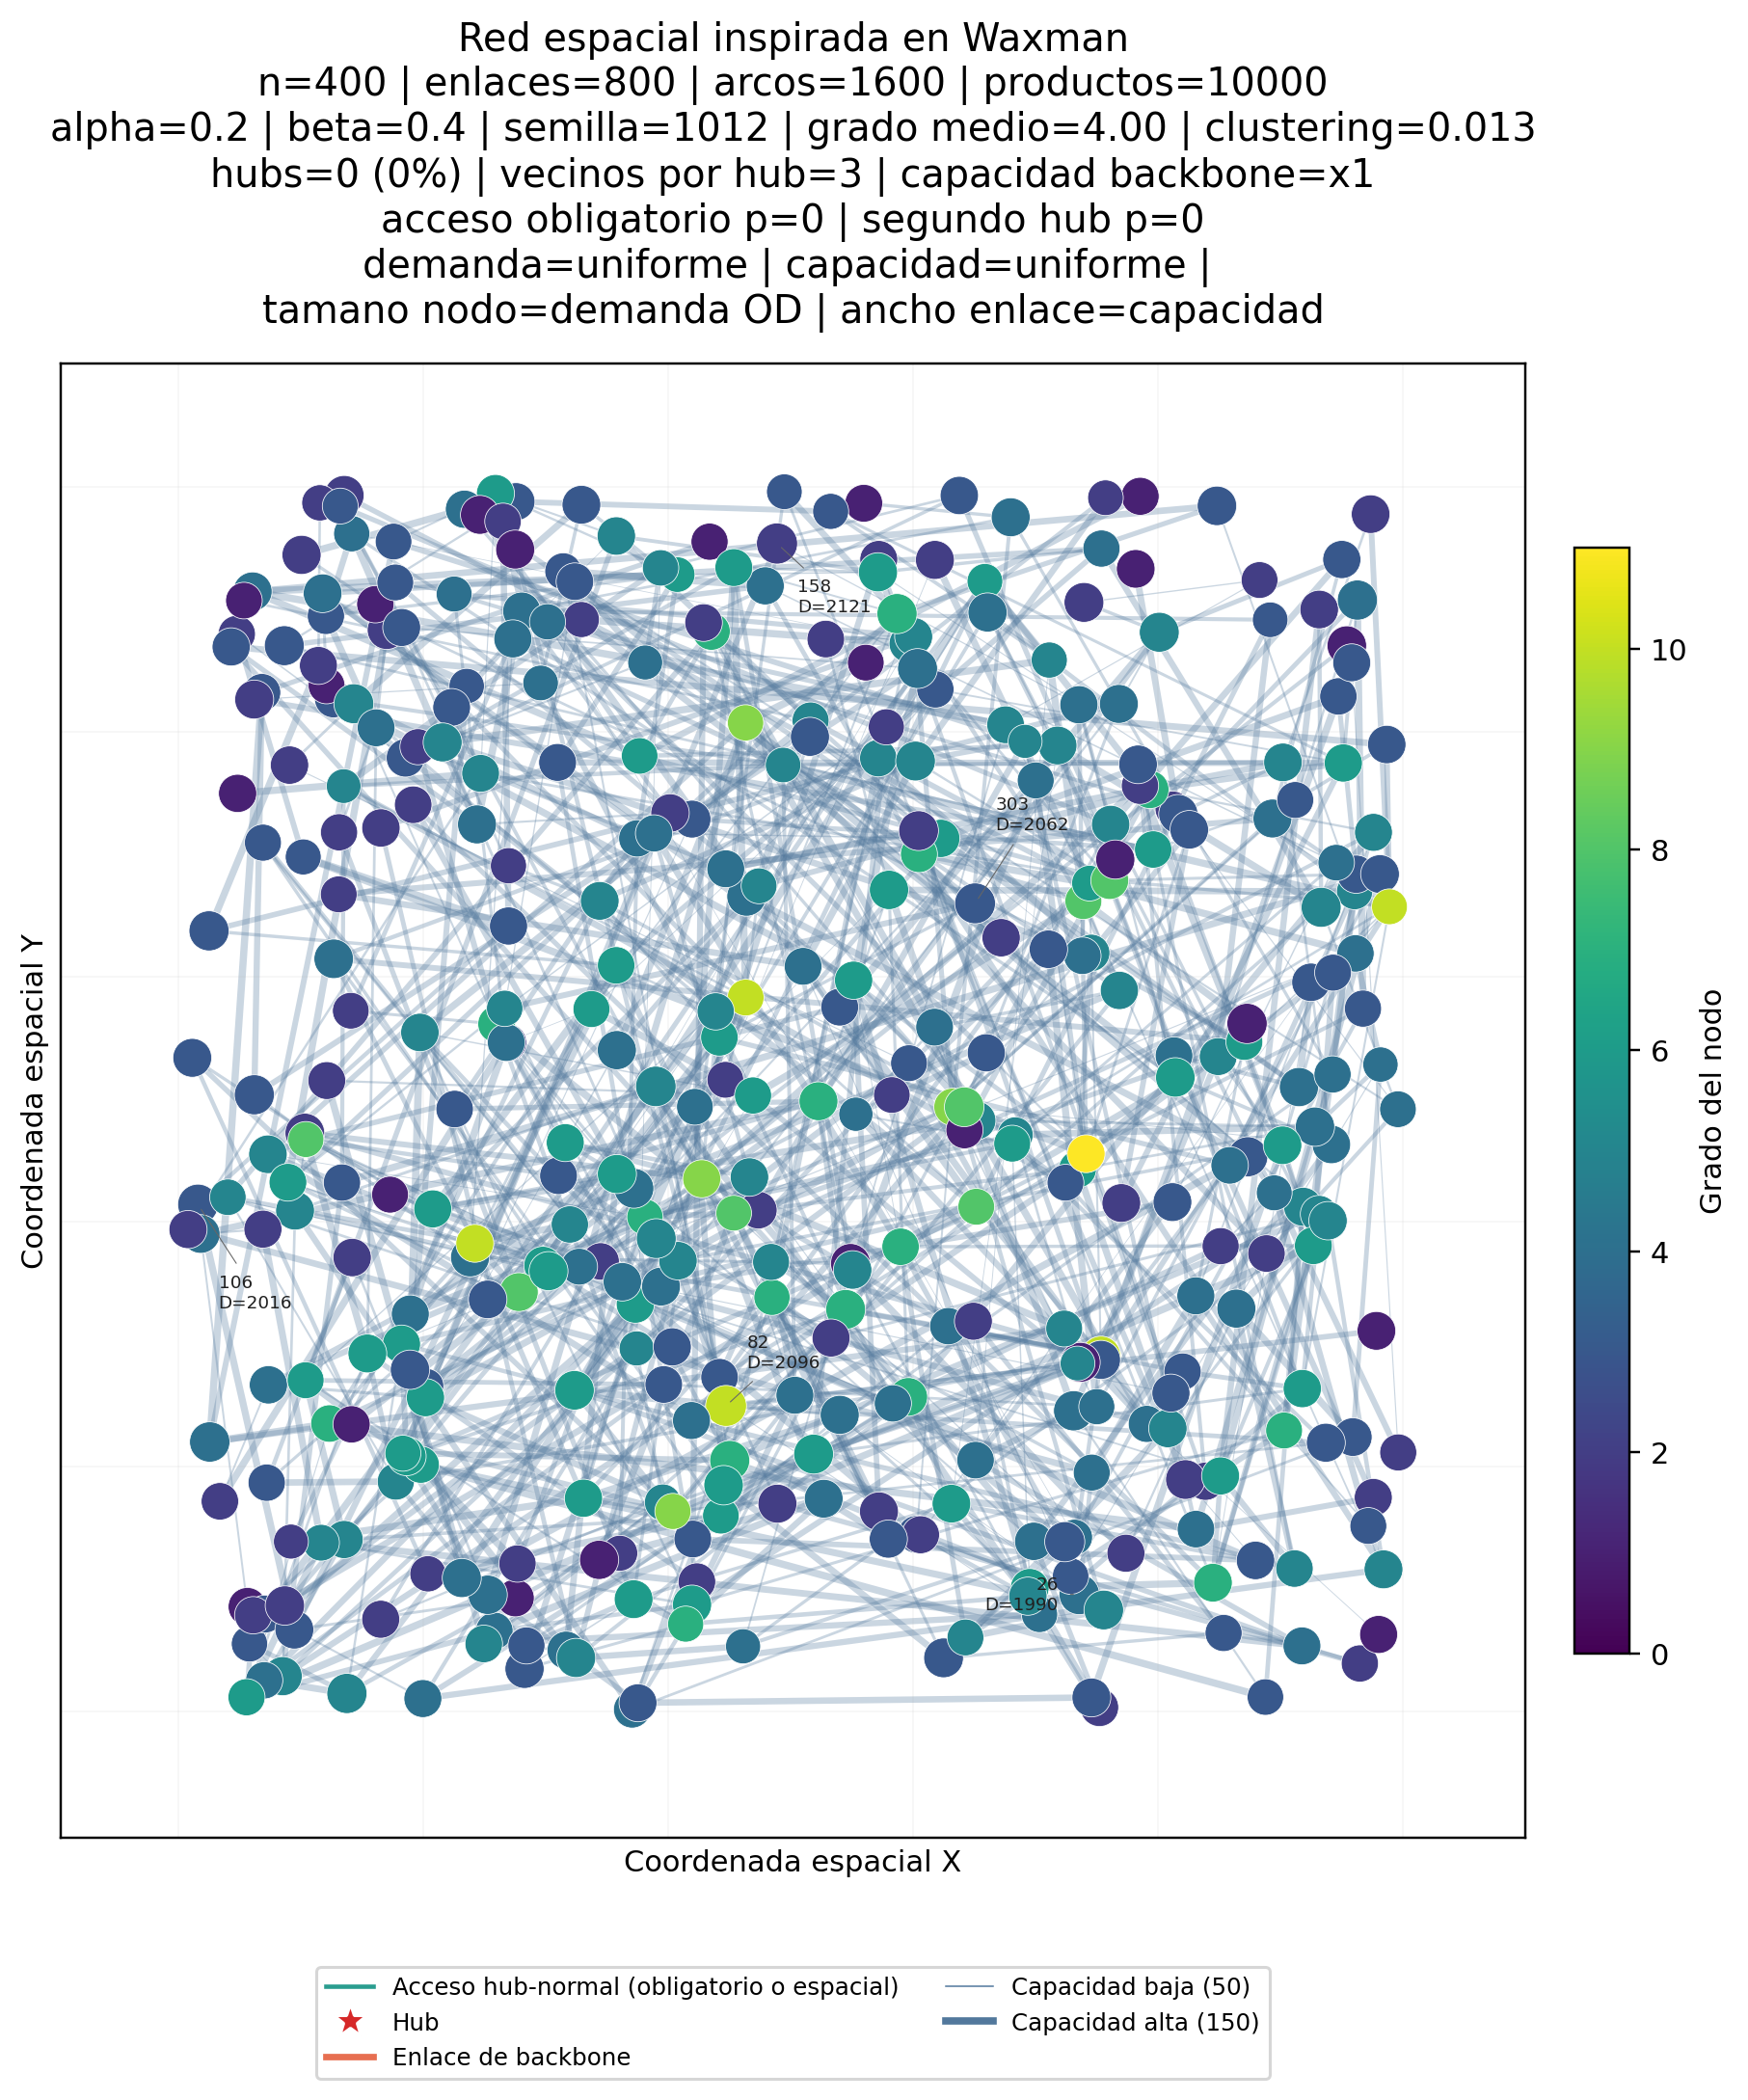 Red espacial inspirada en Waxman
n=400 | enlaces=800 | arcos=1600 | productos=10000
alpha=0.2 | beta=0.4 | semilla=1012 | grado medio=4.00 | clustering=0.013
hubs=0 (0%) | vecinos por hub=3 | capacidad backbone=x1
acceso obligatorio p=0 | segundo hub p=0
demanda=uniforme | capacidad=uniforme |
tamano nodo=demanda OD | ancho enlace=capacidad
158
D=2121
303
D=2062
106
D=2016
82
D=2096
26
D=1990
Coordenada espacial Y
Coordenada espacial X
10
8
6
4
2
0
Grado del nodo
Acceso hub-normal (obligatorio o espacial)
Hub
Enlace de backbone
Capacidad baja (50)
Capacidad alta (150)